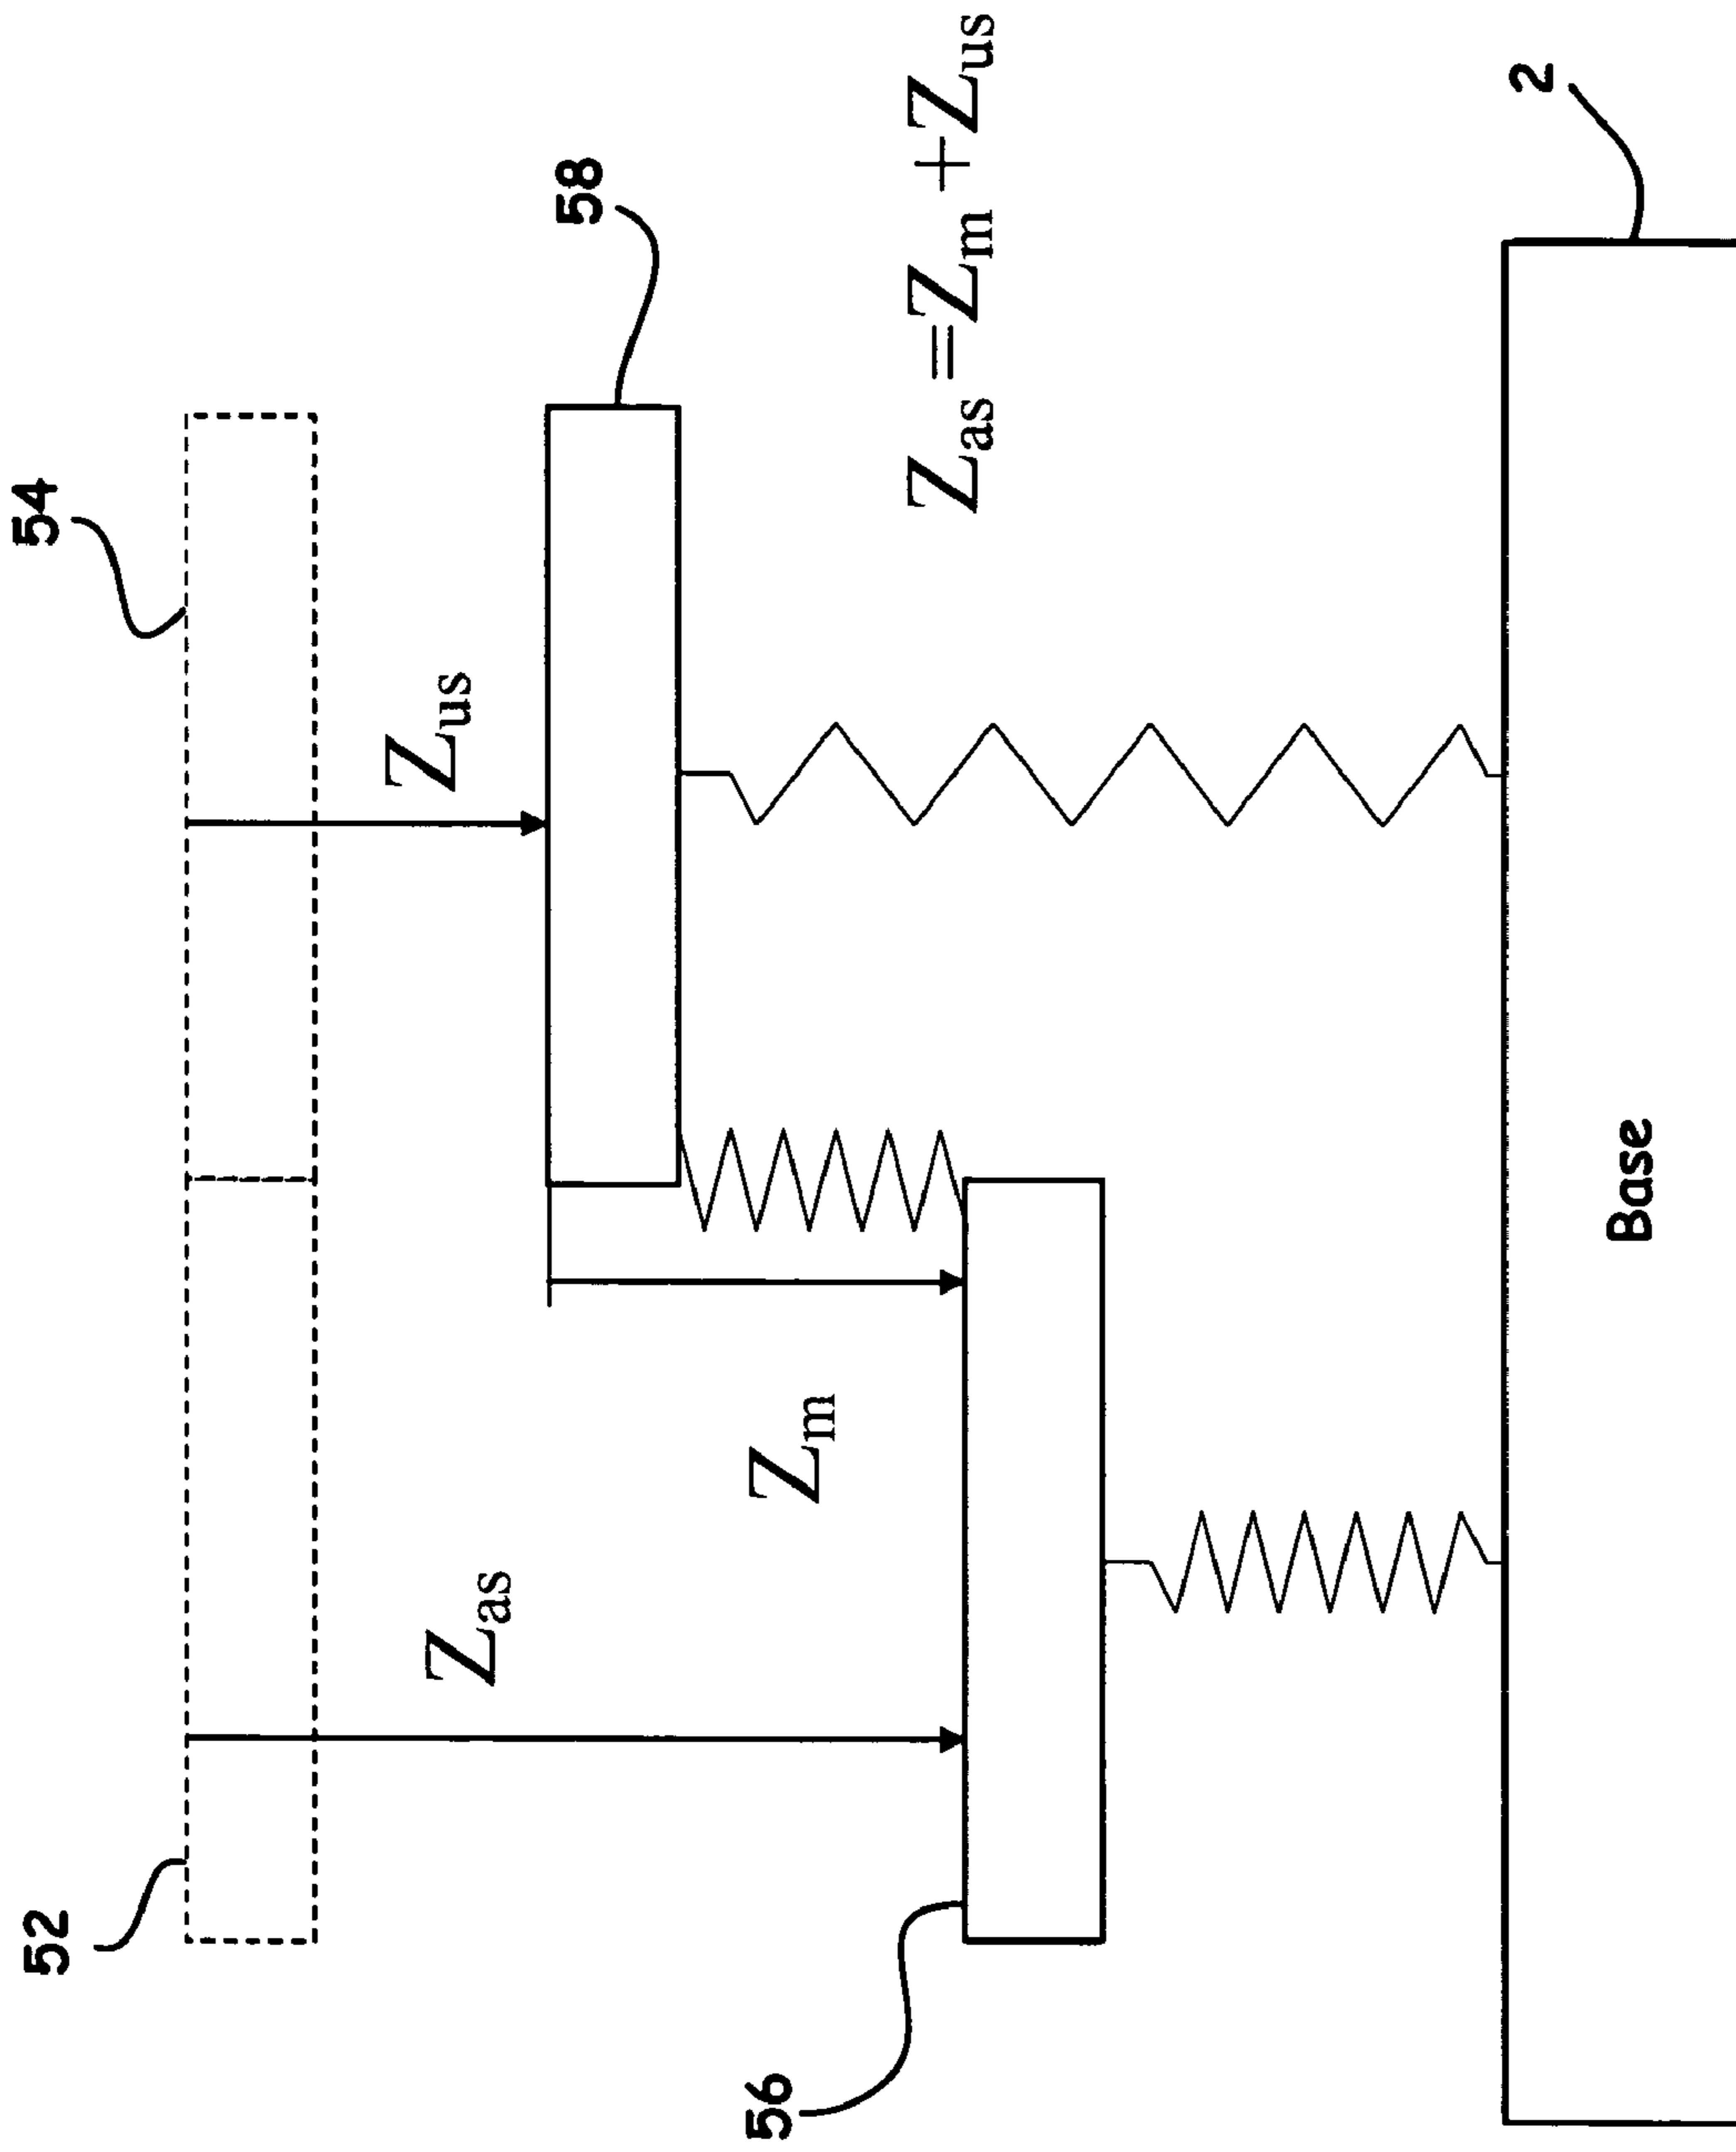 52
54
Z_as
Z_us
58
Z_m
56
Z_as = Z_m + Z_us
Base
2